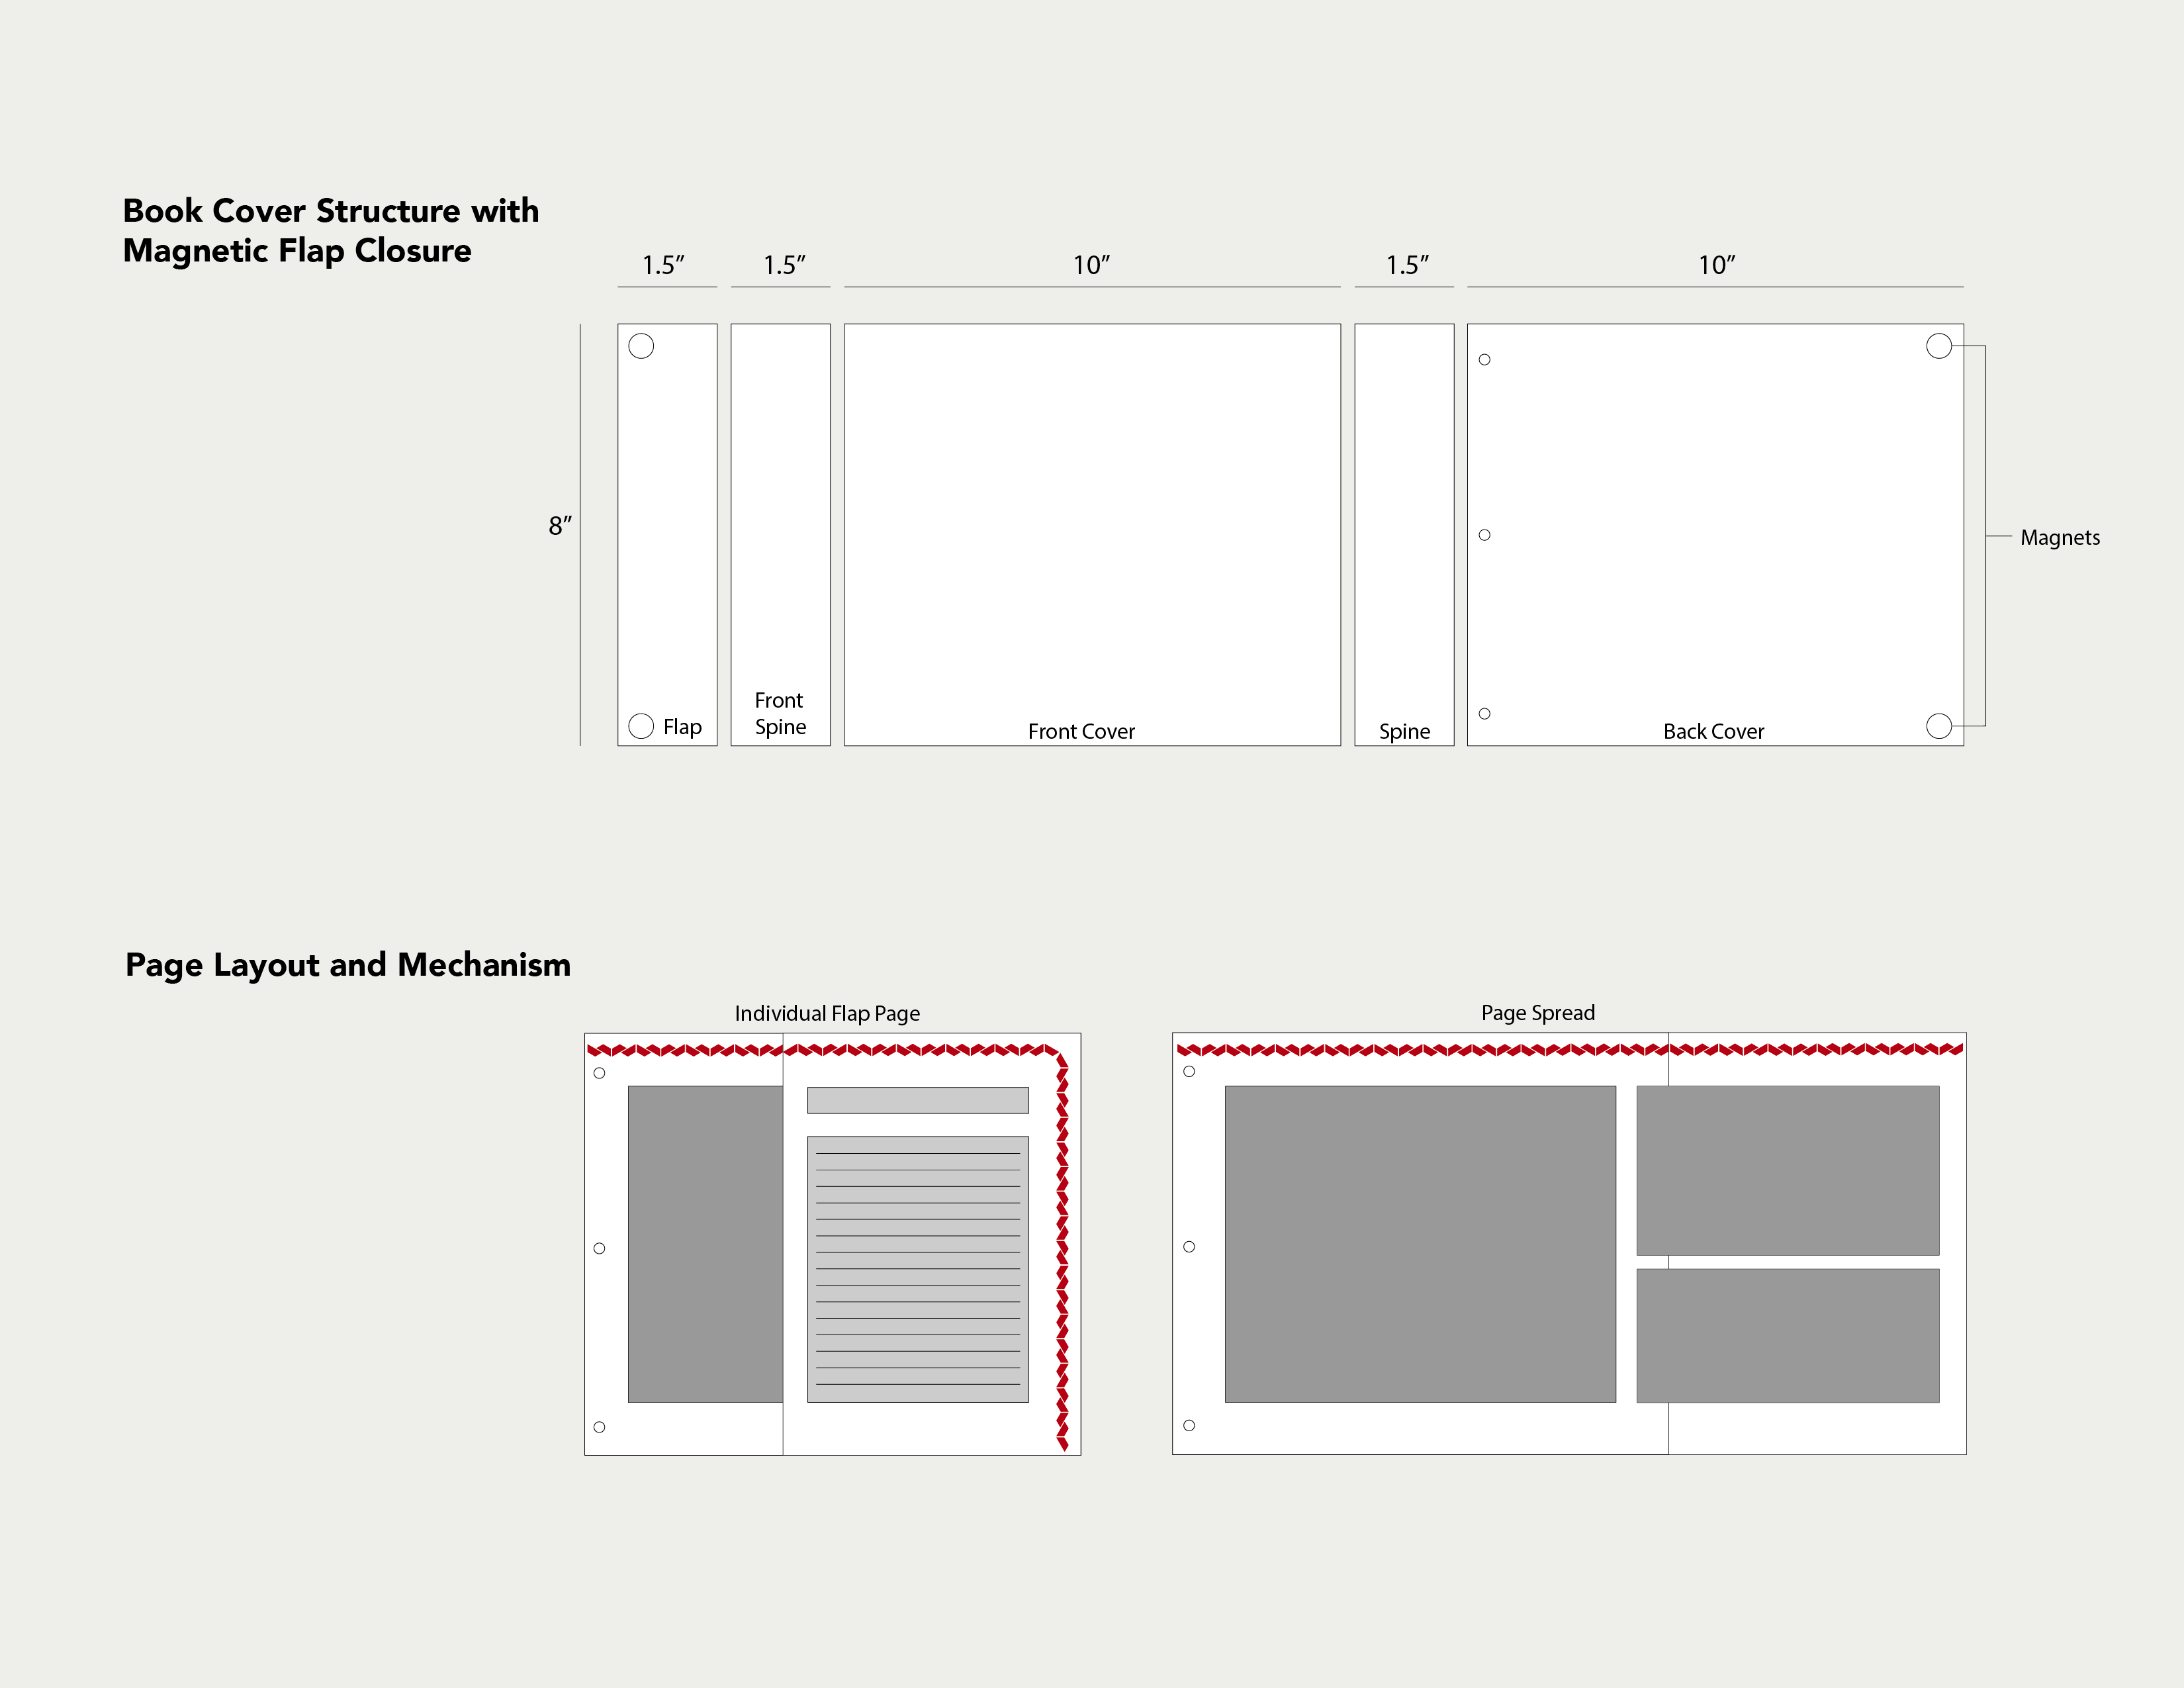 Book Cover Structure with
Magnetic Flap Closure
1.5” 1.5” 10” 1.5” 10”
8”
Magnets
Front
Flap Spine Front Cover Spine Back Cover
Page Layout and Mechanism
Individual Flap Page
Page Spread